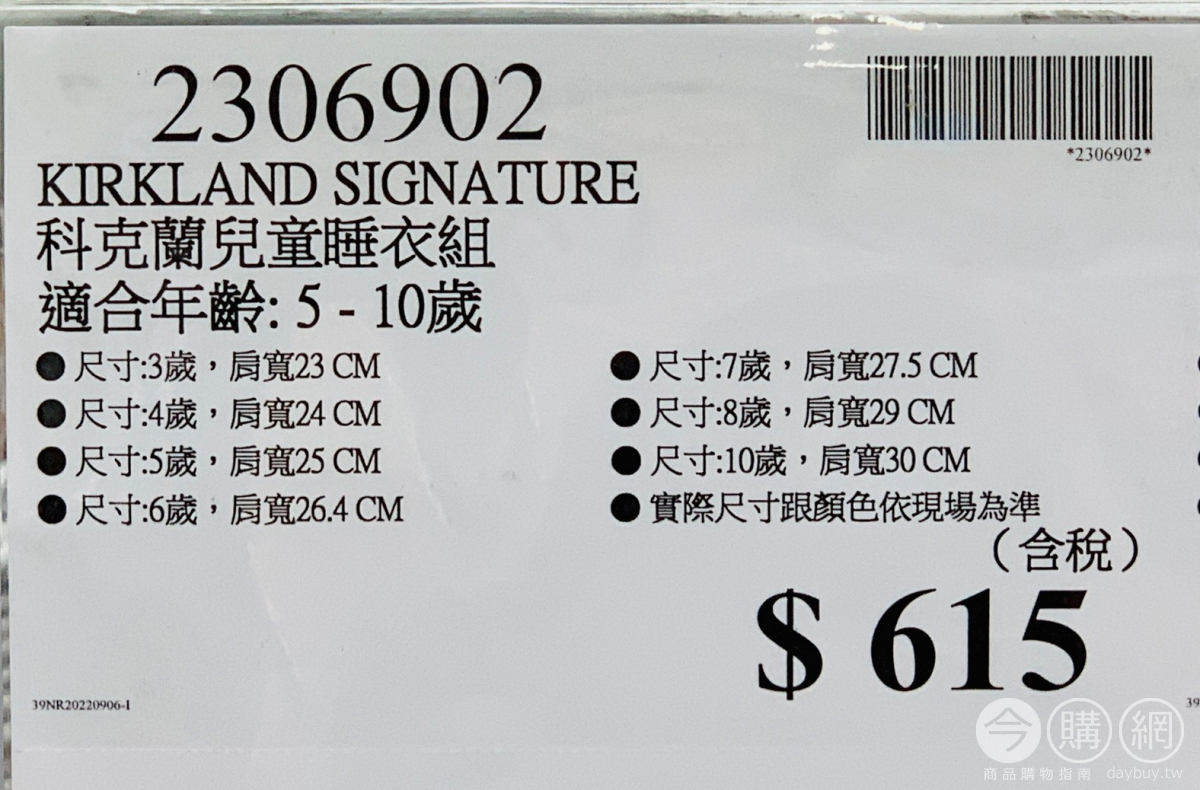 2306902
*2306902*
KIRKLAND SIGNATURE
科克蘭兒童睡衣組
適合年齡: 5 - 10歲
● 尺寸:3歲，肩寬23 CM
● 尺寸:4歲，肩寬24 CM
● 尺寸:5歲，肩寬25 CM
● 尺寸:6歲，肩寬26.4 CM
● 尺寸:7歲，肩寬27.5 CM
● 尺寸:8歲，肩寬29 CM
● 尺寸:10歲，肩寬30 CM
● 實際尺寸跟顏色依現場為準
（含稅）
$ 615
39NR20220906-1
39
今購網
商品購物指南 daybuy.tw